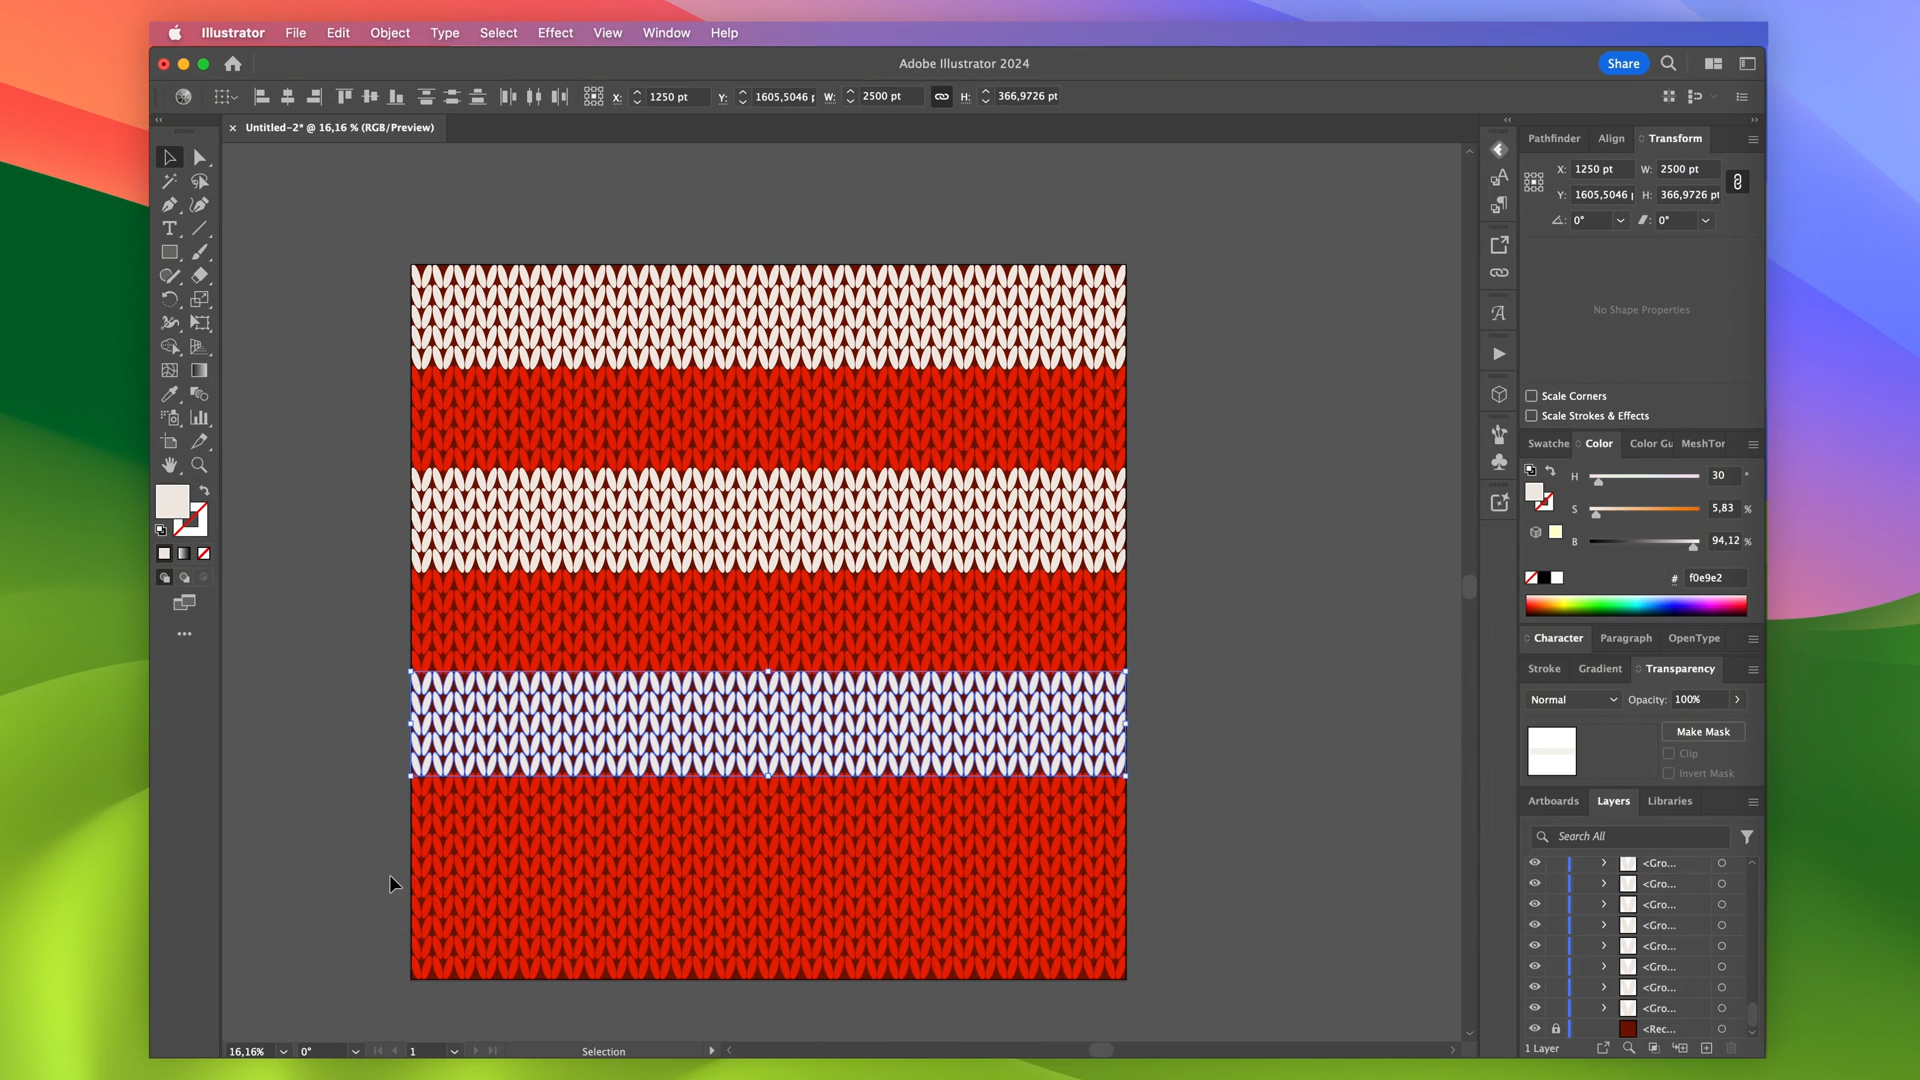 Illustrator File Edit Object Type Select Effect View Window Help
Adobe Illustrator 2024
Share
X: 1250 pt Y: 1605,5046 W: 2500 pt H: 366,9726 pt
Untitled-2* @ 16,16 % (RGB/Preview)
Pathfinder Align Transform
X: 1250 pt W: 2500 pt
Y: 1605,5046 H: 366,9726 pt
0° 0°
No Shape Properties
Scale Corners
Scale Strokes & Effects
Swatche Color Color Gu MeshTor
H 30 °
S 5,83 %
B 94,12 %
# f0e9e2
Character Paragraph OpenType
Stroke Gradient Transparency
Normal Opacity: 100%
Make Mask
Clip
Invert Mask
Artboards Layers Libraries
Search All
<Gro...
<Gro...
<Gro...
<Gro...
<Gro...
<Gro...
<Gro...
<Gro...
<Rec...
1 Layer
16,16% 0° 1 Selection